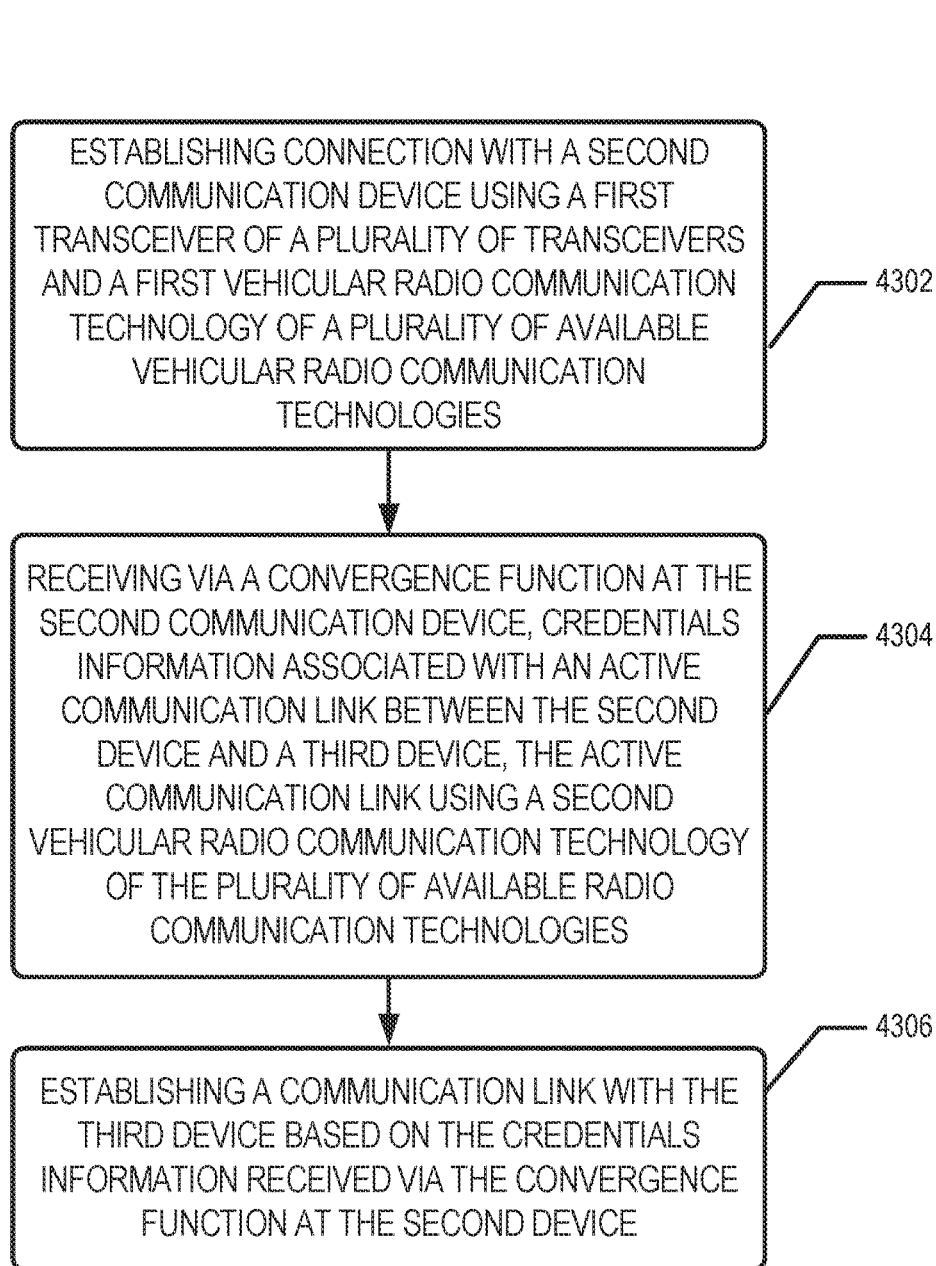 ESTABLISHING CONNECTION WITH A SECOND
COMMUNICATION DEVICE USING A FIRST
TRANSCEIVER OF A PLURALITY OF TRANSCEIVERS
AND A FIRST VEHICULAR RADIO COMMUNICATION
TECHNOLOGY OF A PLURALITY OF AVAILABLE
VEHICULAR RADIO COMMUNICATION
TECHNOLOGIES
4302
RECEIVING VIA A CONVERGENCE FUNCTION AT THE
SECOND COMMUNICATION DEVICE, CREDENTIALS
INFORMATION ASSOCIATED WITH AN ACTIVE
COMMUNICATION LINK BETWEEN THE SECOND
DEVICE AND A THIRD DEVICE, THE ACTIVE
COMMUNICATION LINK USING A SECOND
VEHICULAR RADIO COMMUNICATION TECHNOLOGY
OF THE PLURALITY OF AVAILABLE RADIO
COMMUNICATION TECHNOLOGIES
4304
ESTABLISHING A COMMUNICATION LINK WITH THE
THIRD DEVICE BASED ON THE CREDENTIALS
INFORMATION RECEIVED VIA THE CONVERGENCE
FUNCTION AT THE SECOND DEVICE
4306